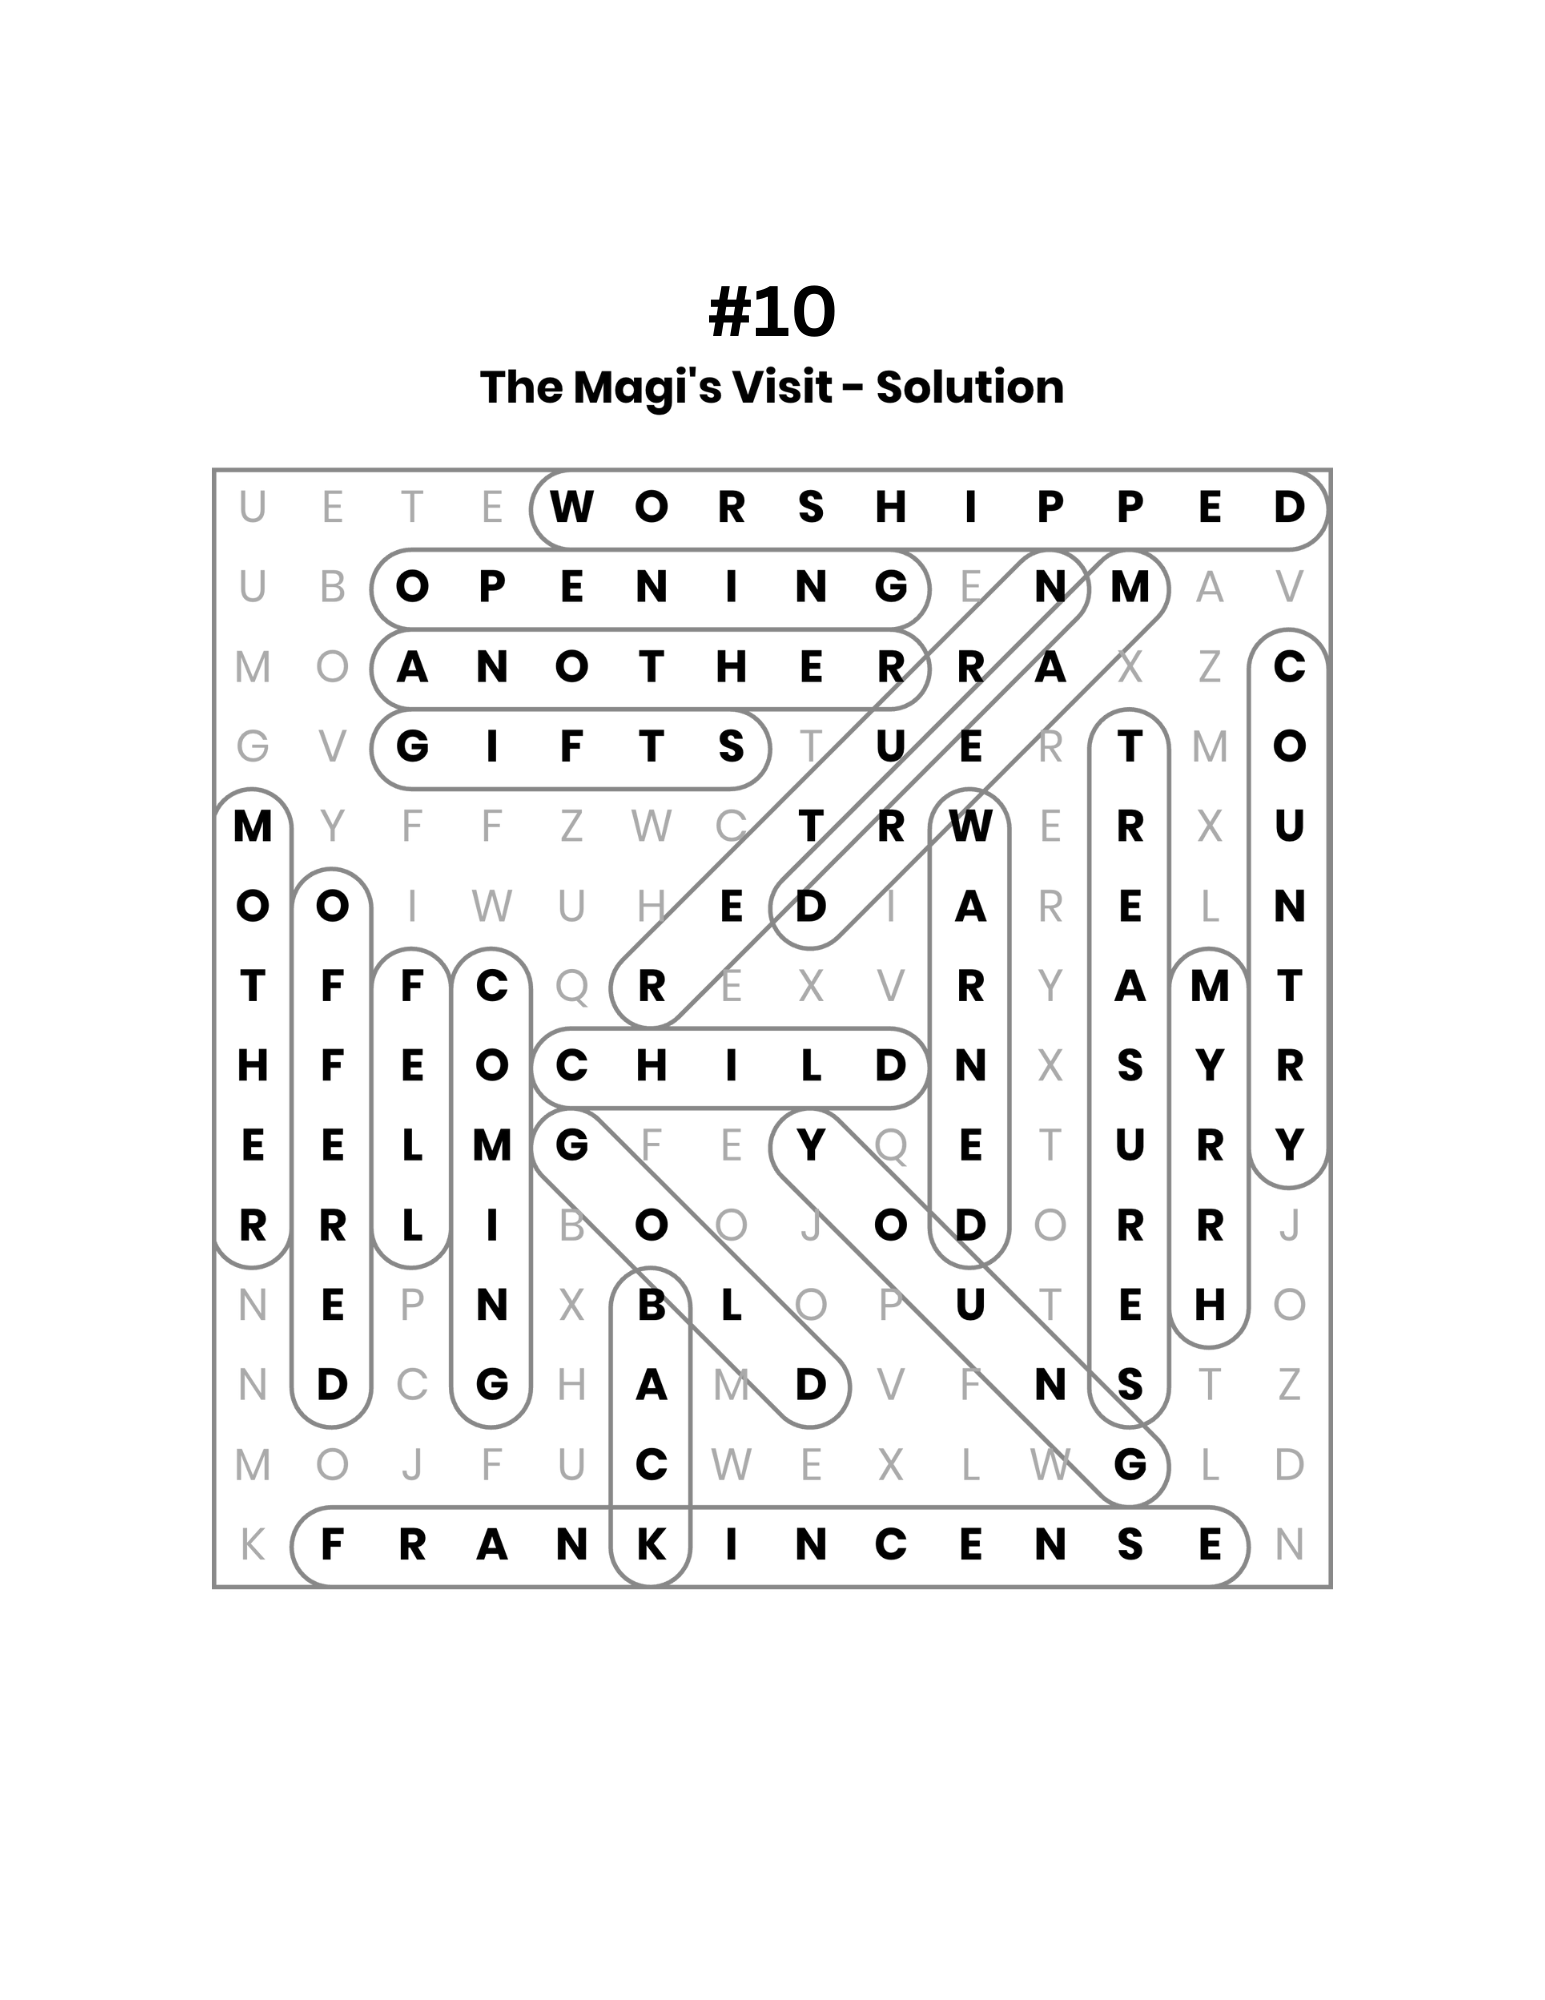 #10
The Magi's Visit - Solution
U E T E W O R S H I P P E D
U B O P E N I N G E N M A V
M O A N O T H E R R A X Z C
G V G I F T S T U E R T M O
M Y F F Z W C T R W E R X U
O O I W U H E D I A R E L N
T F F C Q R E X V R Y A M T
H F E O C H I L D N X S Y R
E E L M G F E Y Q E T U R Y
R R L I B O O J O D O R R J
N E P N X B L O P U T E H O
N D C G H A M D V F N S T Z
M O J F U C W E X L W G L D
K F R A N K I N C E N S E N